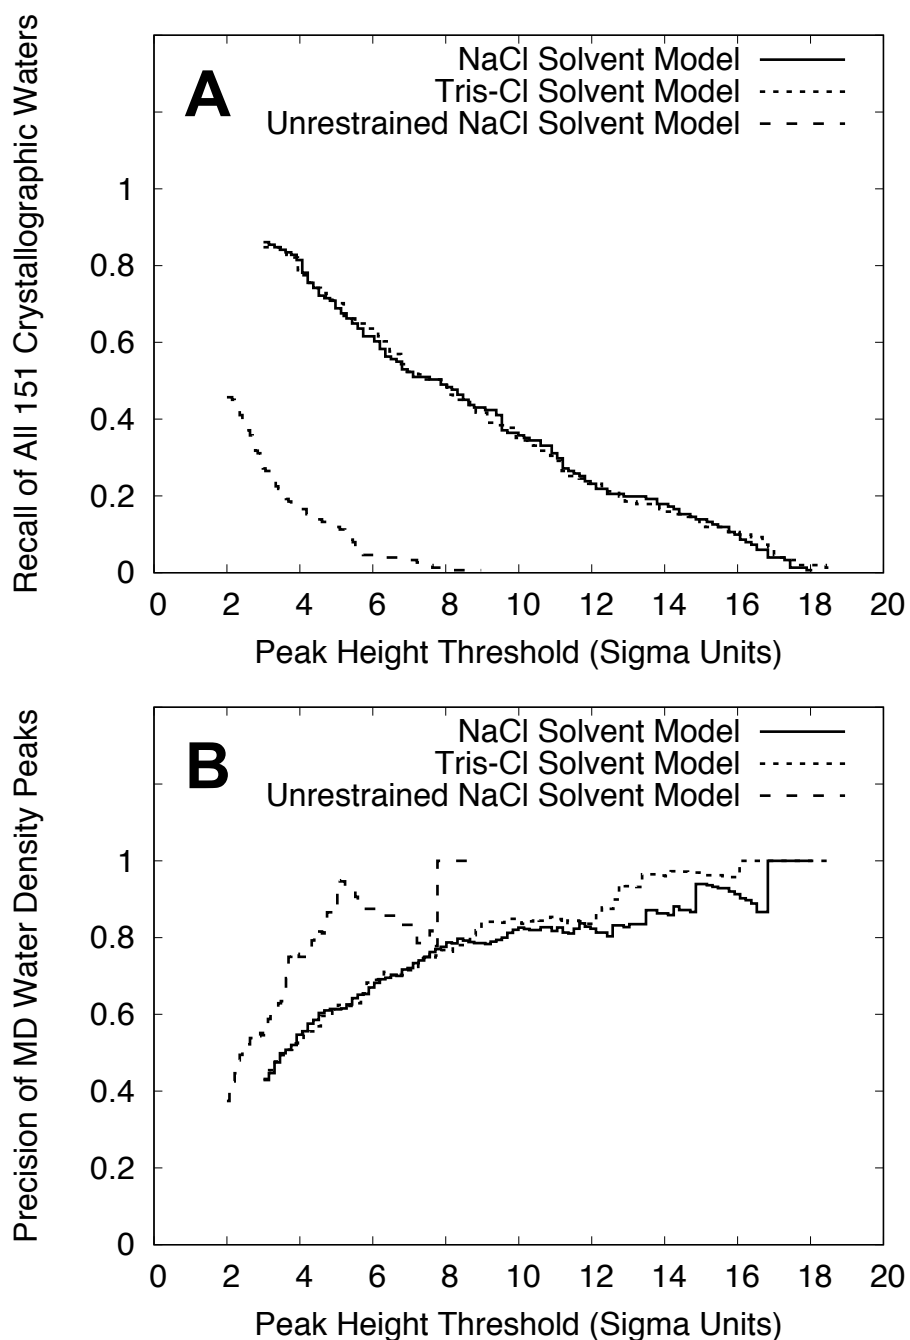 Recall of All 151 Crystallographic Waters
A
NaCl Solvent Model
Tris-Cl Solvent Model
Unrestrained NaCl Solvent Model
1
0.8
0.6
0.4
0.2
0
0 2 4 6 8 10 12 14 16 18 20
Peak Height Threshold (Sigma Units)
Precision of MD Water Density Peaks
B
NaCl Solvent Model
Tris-Cl Solvent Model
Unrestrained NaCl Solvent Model
1
0.8
0.6
0.4
0.2
0
0 2 4 6 8 10 12 14 16 18 20
Peak Height Threshold (Sigma Units)